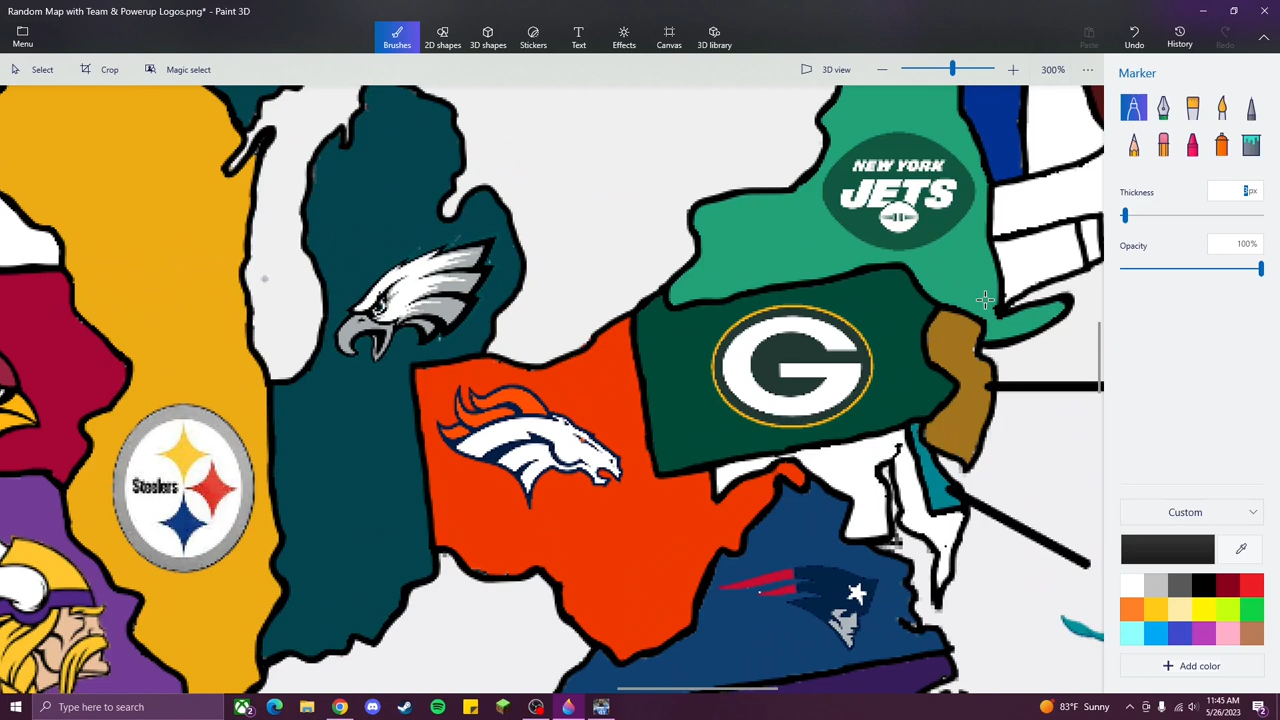 Random Map with Team & Powerup Logos.png* - Paint 3D
Menu
Brushes
2D shapes
3D shapes
Stickers
Text
Effects
Canvas
3D library
Paste
Undo
History
Redo
Select
Crop
Magic select
3D view
300%
Marker
Thickness
3px
Opacity
100%
Custom
Add color
NEW YORK
JETS
G
Steelers
Type here to search
2
83°F Sunny
11:45 AM
5/26/2023